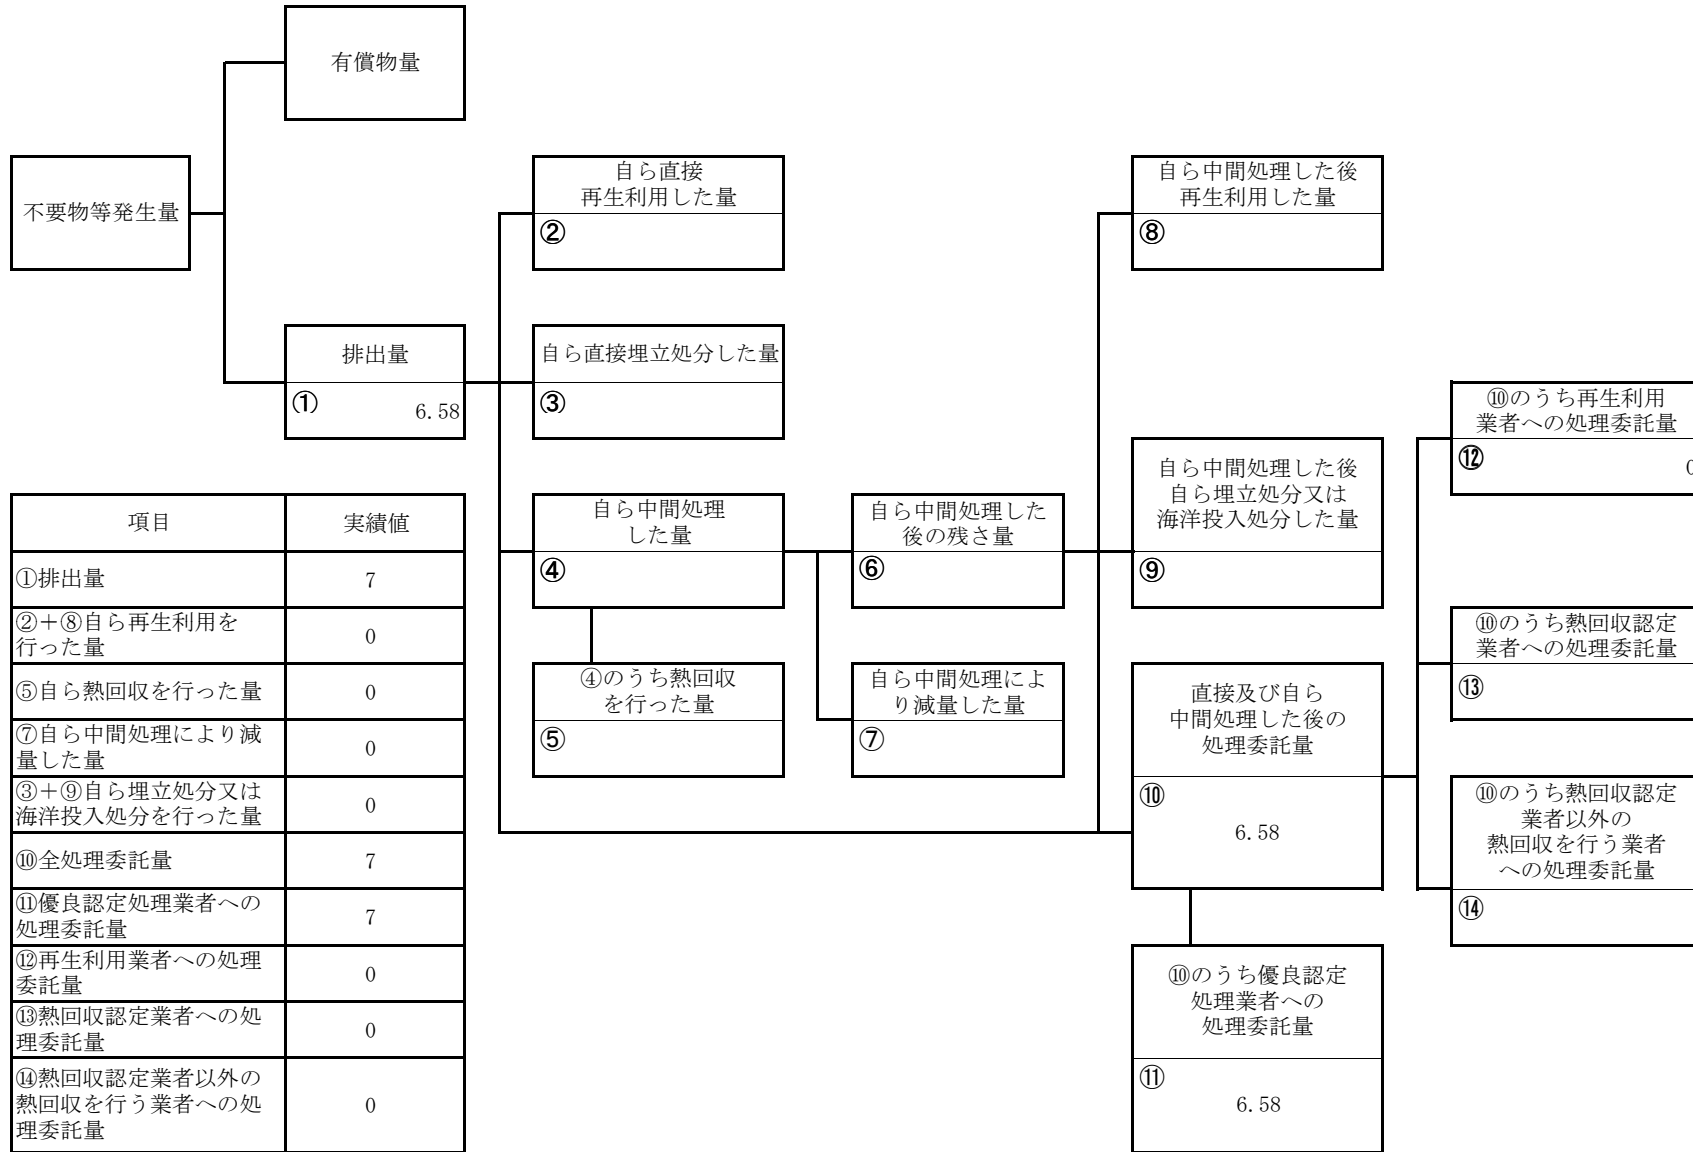 有償物量
不要物等発生量
自ら直接
再生利用した量
②
自ら中間処理した後
再生利用した量
⑧
排出量
① 6.58
自ら直接埋立処分した量
③
⑩のうち再生利用
業者への処理委託量
⑫ 0
自ら中間処理した後
自ら埋立処分又は
海洋投入処分した量
⑨
自ら中間処理
した量
④
自ら中間処理した
後の残さ量
⑥
④のうち熱回収
を行った量
⑤
自ら中間処理によ
り減量した量
⑦
直接及び自ら
中間処理した後の
処理委託量
⑩
6.58
⑩のうち熱回収認定
業者への処理委託量
⑬
⑩のうち熱回収認定
業者以外の
熱回収を行う業者
への処理委託量
⑭
⑩のうち優良認定
処理業者への
処理委託量
⑪
6.58
項目 実績値
①排出量 7
②+⑧自ら再生利用を
行った量 0
⑤自ら熱回収を行った量 0
⑦自ら中間処理により減
量した量 0
③+⑨自ら埋立処分又は
海洋投入処分を行った量 0
⑩全処理委託量 7
⑪優良認定処理業者への
処理委託量 7
⑫再生利用業者への処理
委託量 0
⑬熱回収認定業者への処
理委託量 0
⑭熱回収認定業者以外の
熱回収を行う業者への処
理委託量 0